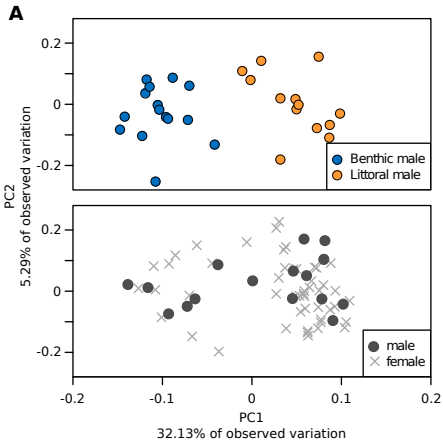 A
0.2
0
-0.2
Benthic male
Littoral male
PC2
5.29% of observed variation
0.2
0
-0.2
male
female
-0.2 -0.1 0 0.1 0.2
PC1
32.13% of observed variation